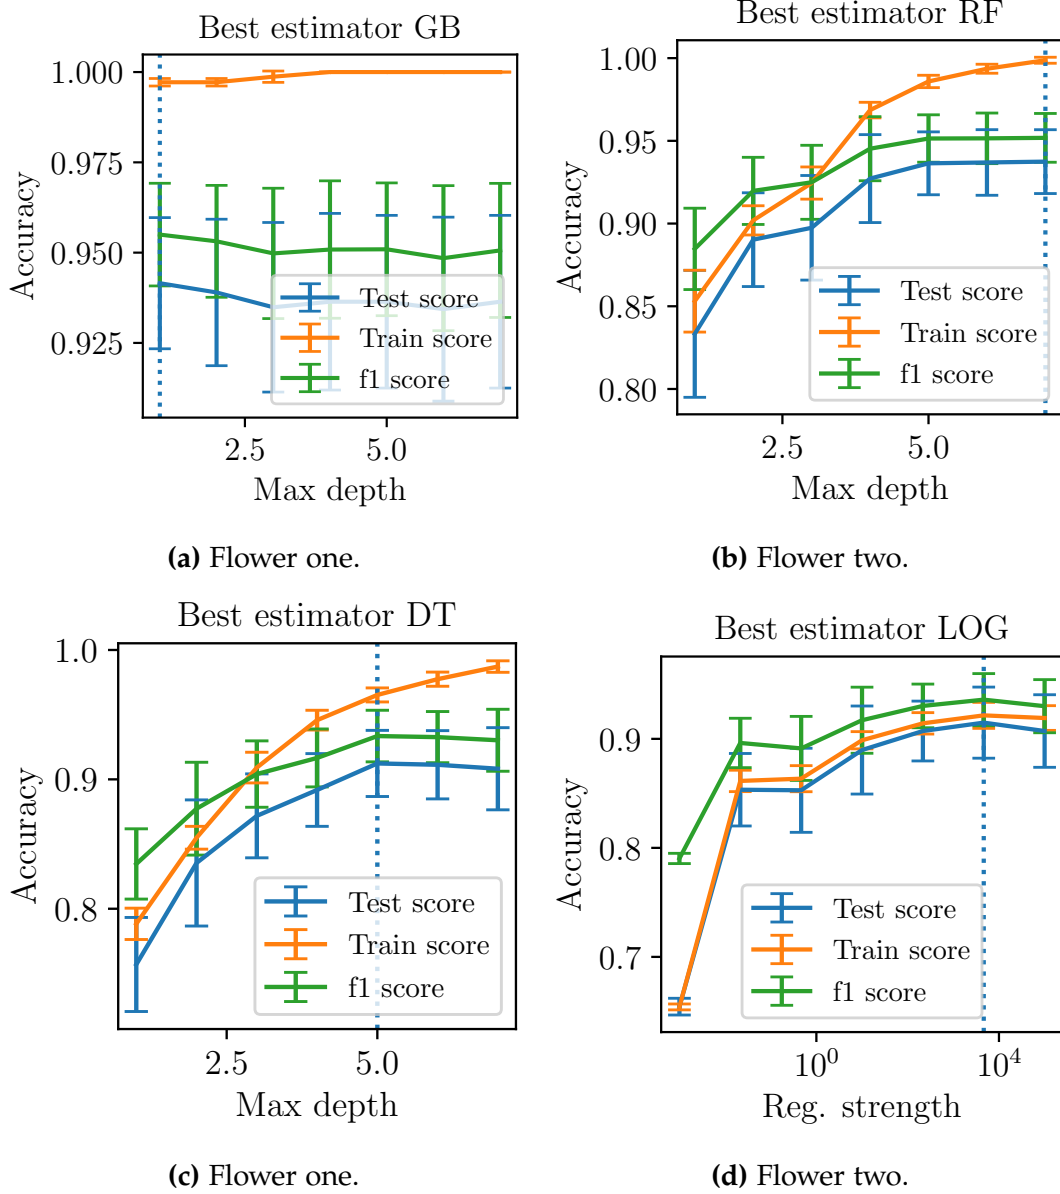 Best estimator GB
1.000
0.975
0.950
0.925
Accuracy
Test score
Train score
f1 score
2.5 5.0
Max depth
(a) Flower one.
Best estimator RF
1.00
0.95
0.90
0.85
0.80
Accuracy
Test score
Train score
f1 score
2.5 5.0
Max depth
(b) Flower two.
Best estimator DT
1.0
0.9
0.8
Accuracy
Test score
Train score
f1 score
2.5 5.0
Max depth
(c) Flower one.
Best estimator LOG
0.9
0.8
0.7
Accuracy
Test score
Train score
f1 score
10⁰ 10⁴
Reg. strength
(d) Flower two.